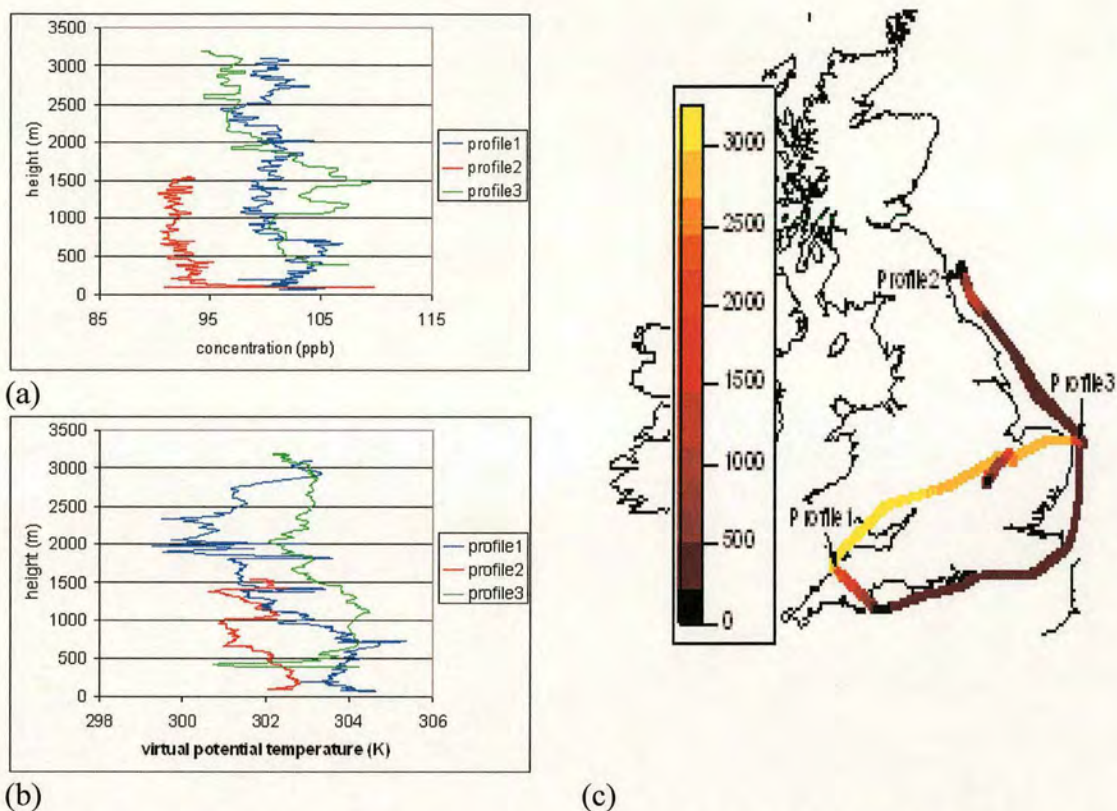 3500
3000
2500
2000
1500
1000
500
0
height (m)
85 95 105 115
concentration (ppb)
profile1
profile2
profile3
(a)
3500
3000
2500
2000
1500
1000
500
0
height (m)
298 300 302 304 306
virtual potential temperature (K)
profile1
profile2
profile3
(b)
3000
2500
2000
1500
1000
500
0
Profile2
Profile3
Profile1
(c)